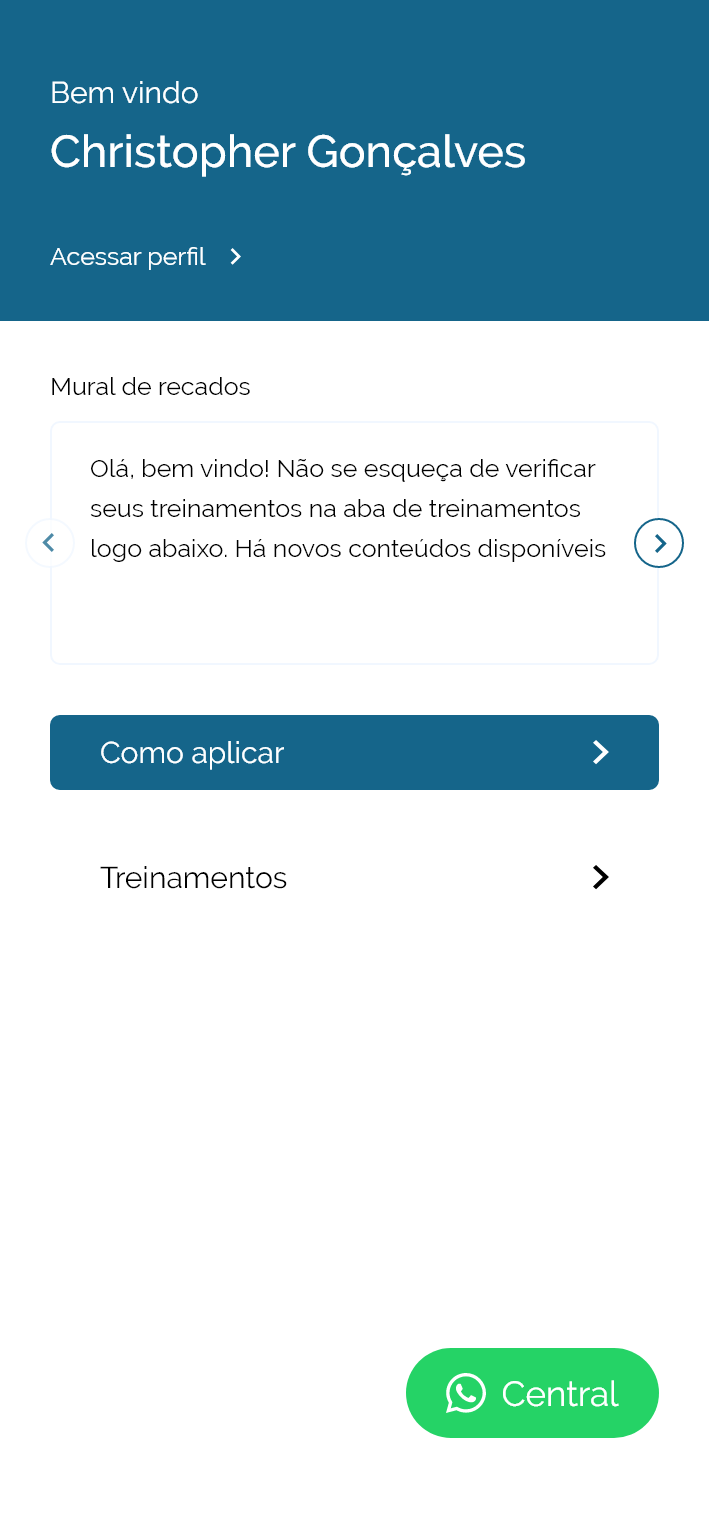 Bem vindo
Christopher Gonçalves
Acessar perfil
Mural de recados
Olá, bem vindo! Não se esqueça de verificar
seus treinamentos na aba de treinamentos
logo abaixo. Há novos conteúdos disponíveis
Como aplicar
Treinamentos
Central